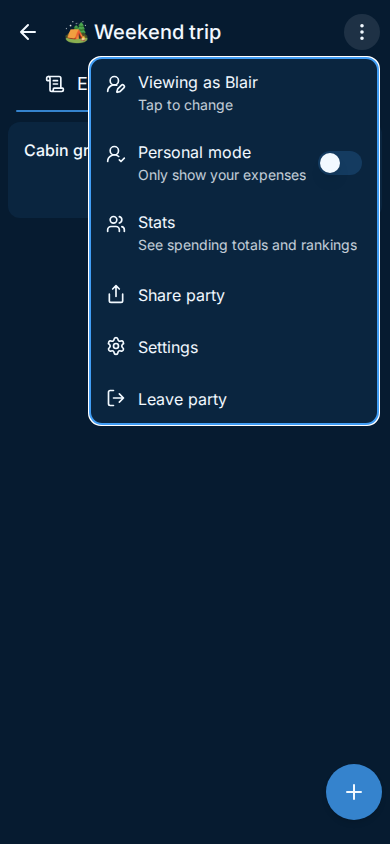 🏕️ Weekend trip
Viewing as Blair
Tap to change
Cabin
Personal mode
Only show your expenses
Stats
See spending totals and rankings
Share party
Settings
Leave party